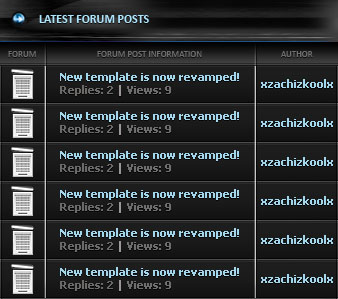 LATEST FORUM POSTS
FORUM FORUM POST INFORMATION AUTHOR
New template is now revamped!
Replies: 2 | Views: 9
xzachizkoolx
New template is now revamped!
Replies: 2 | Views: 9
xzachizkoolx
New template is now revamped!
Replies: 2 | Views: 9
xzachizkoolx
New template is now revamped!
Replies: 2 | Views: 9
xzachizkoolx
New template is now revamped!
Replies: 2 | Views: 9
xzachizkoolx
New template is now revamped!
Replies: 2 | Views: 9
xzachizkoolx